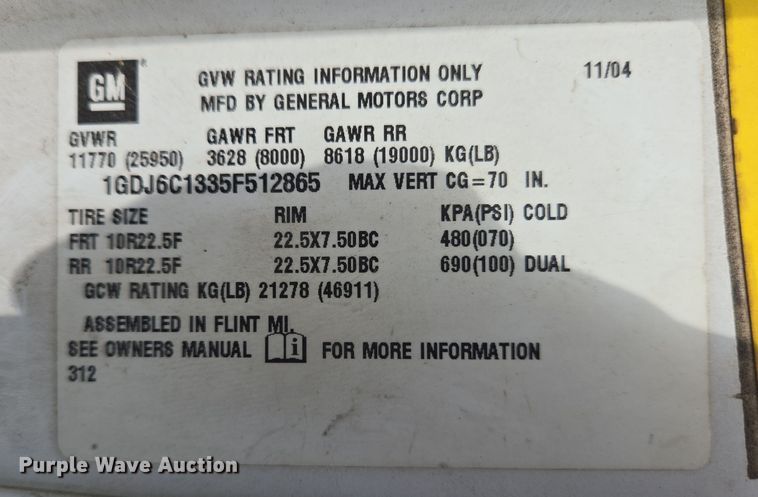 GM® GVW RATING INFORMATION ONLY 11/04
MFD BY GENERAL MOTORS CORP
GVWR GAWR FRT GAWR RR
11770 (25950) 3628 (8000) 8618 (19000) KG(LB)
1GDJ6C1335F512865 MAX VERT CG=70 IN.
TIRE SIZE RIM KPA(PSI) COLD
FRT 10R22.5F 22.5X7.50BC 480(070)
RR 10R22.5F 22.5X7.50BC 690(100) DUAL
GCW RATING KG(LB) 21278 (46911)
ASSEMBLED IN FLINT MI.
SEE OWNERS MANUAL i FOR MORE INFORMATION
312
Purple Wave Auction